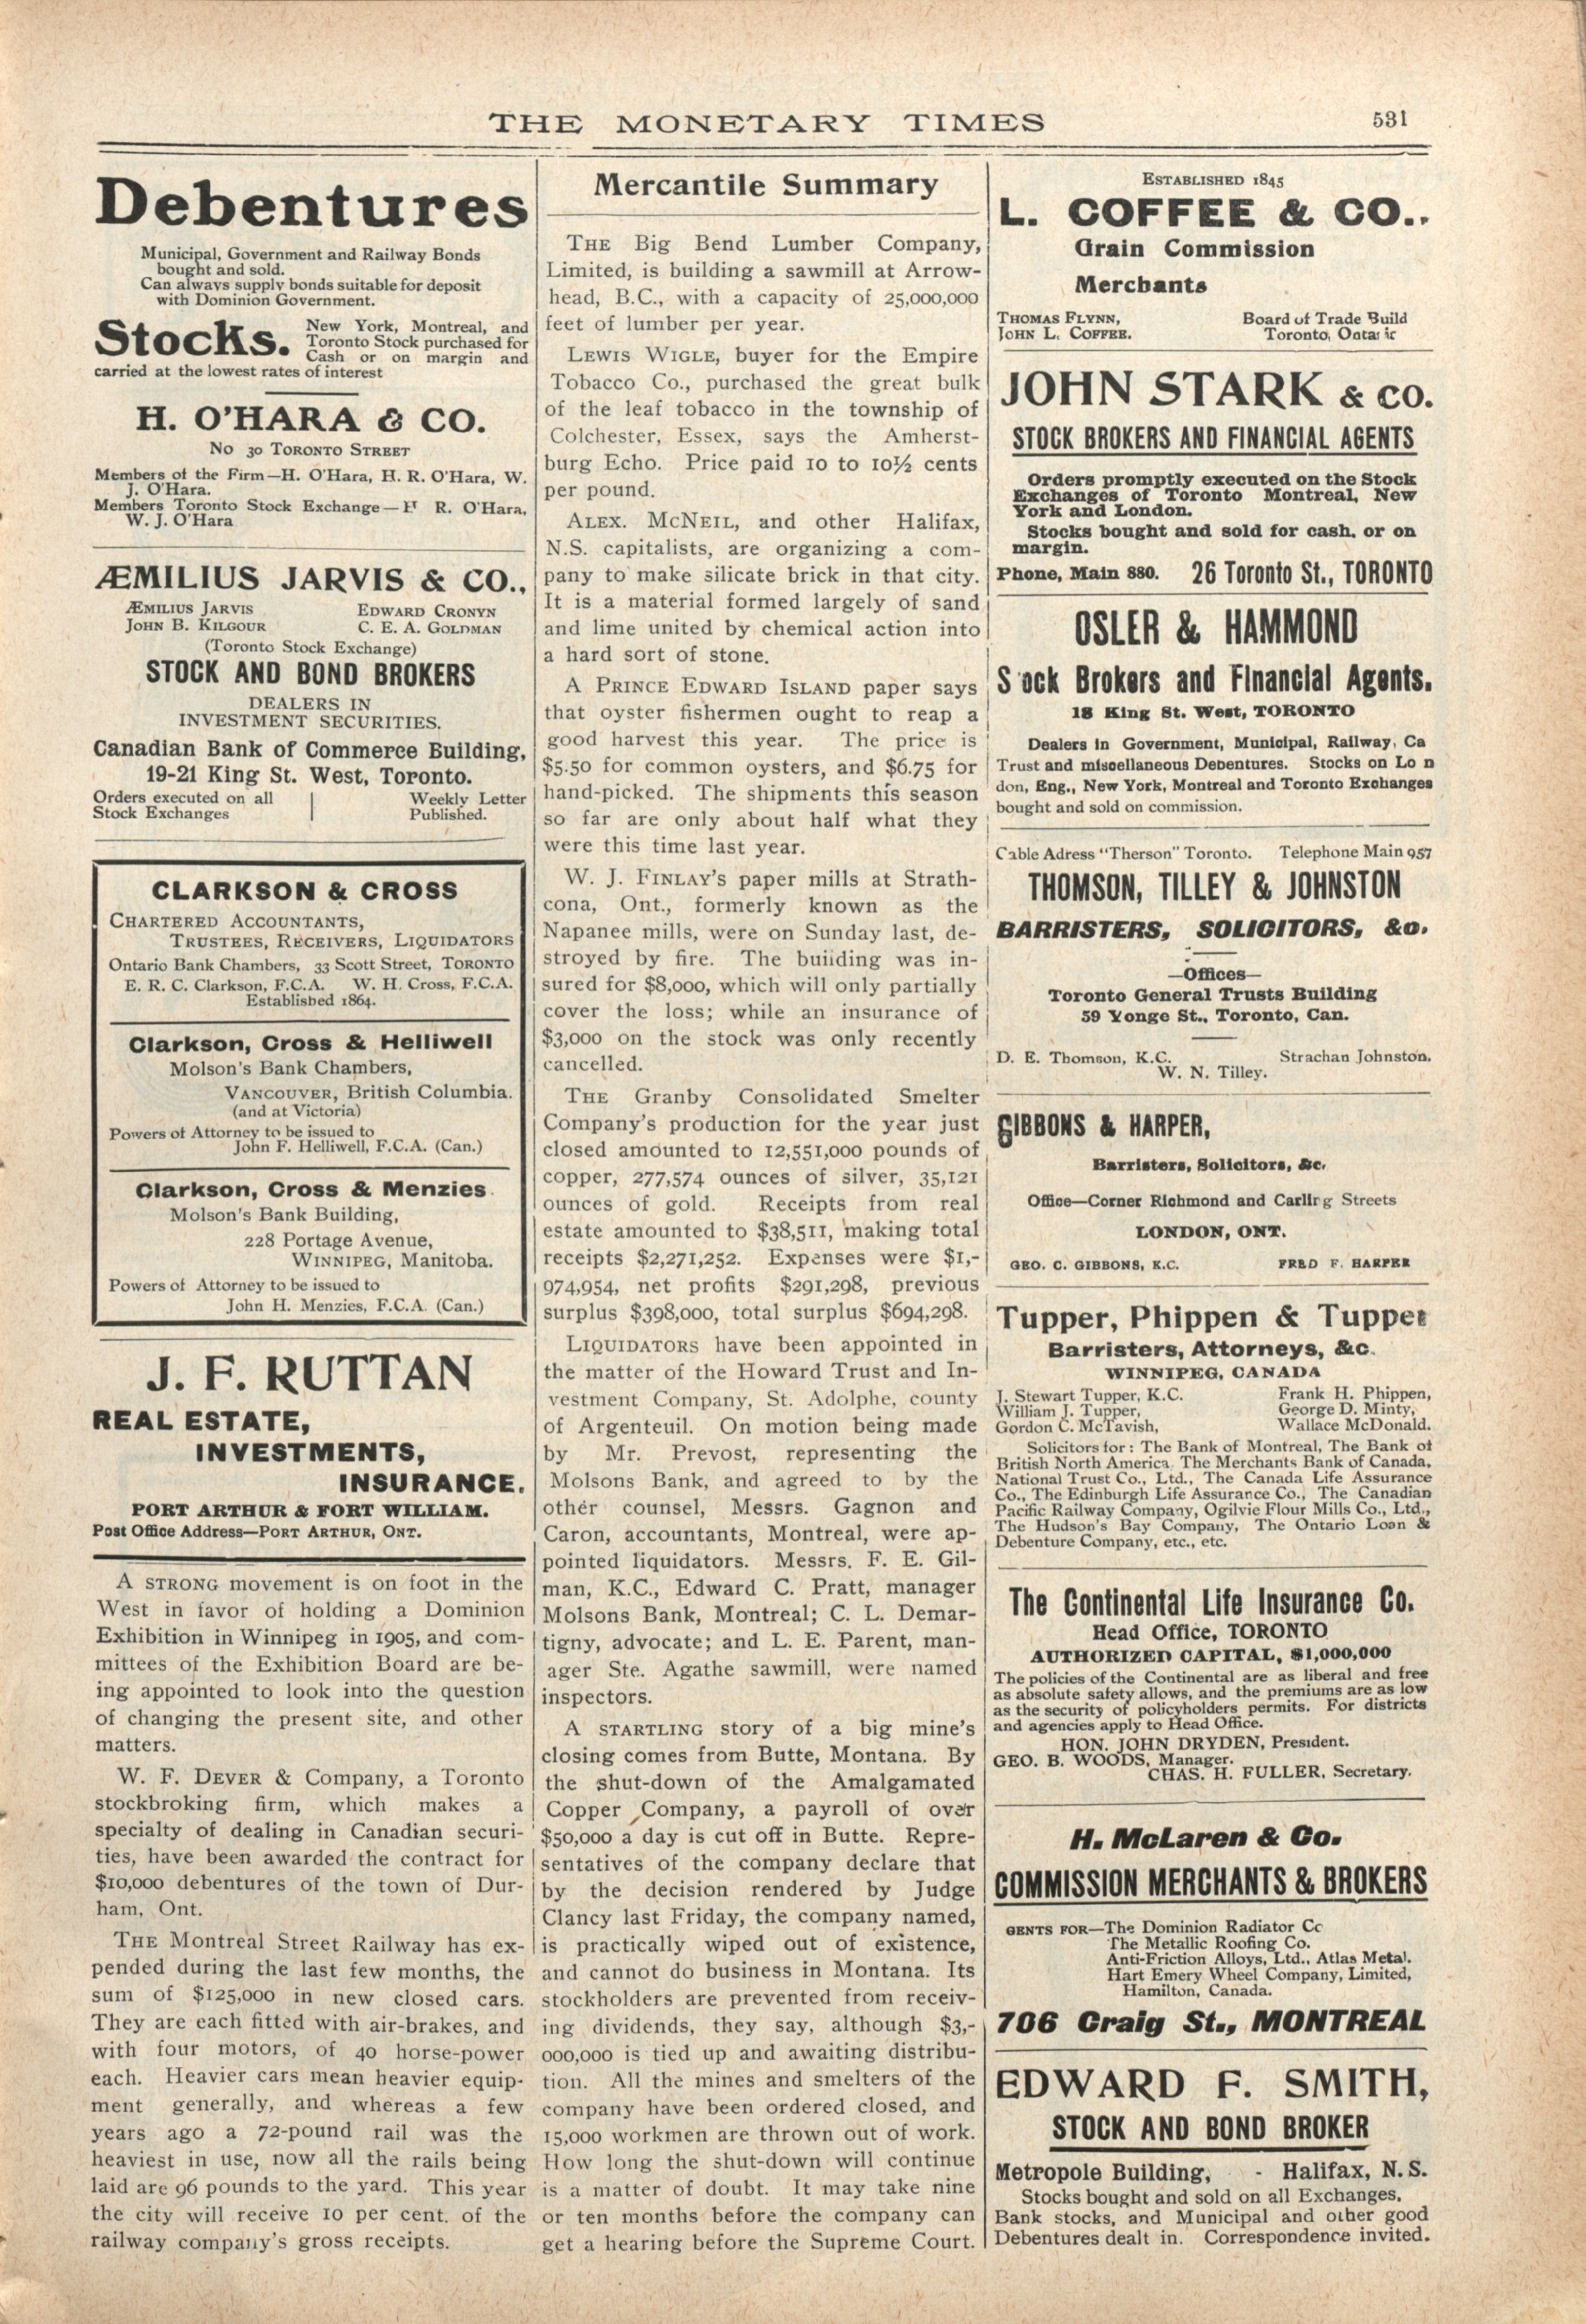 THE MONETARY TIMES
531
Debentures
Municipal, Government and Railway Bonds
bought and sold.
Can always supply bonds suitable for deposit
with Dominion Government.
Stocks.
New York, Montreal, and
Toronto Stock purchased for
Cash or on margin and
carried at the lowest rates of interest
H. O'HARA & CO.
No 30 TORONTO STREET
Members of the Firm—H. O'Hara, H. R. O'Hara, W.
J. O'Hara.
Members Toronto Stock Exchange—H R. O'Hara,
W. J. O'Hara
ÆMILIUS JARVIS & CO.,
ÆMILIUS JARVIS EDWARD CRONYN
JOHN B. KILGOUR C. E. A. GOLDMAN
(Toronto Stock Exchange)
STOCK AND BOND BROKERS
DEALERS IN
INVESTMENT SECURITIES.
Canadian Bank of Commerce Building,
19-21 King St. West, Toronto.
Orders executed on all Weekly Letter
Stock Exchanges Published.
CLARKSON & CROSS
CHARTERED ACCOUNTANTS,
TRUSTEES, RECEIVERS, LIQUIDATORS
Ontario Bank Chambers, 33 Scott Street, TORONTO
E. R. C. Clarkson, F.C.A. W. H. Cross, F.C.A.
Established 1864.
Clarkson, Cross & Helliwell
Molson's Bank Chambers,
VANCOUVER, British Columbia.
(and at Victoria)
Powers of Attorney to be issued to
John F. Helliwell, F.C.A. (Can.)
Clarkson, Cross & Menzies
Molson's Bank Building,
228 Portage Avenue,
WINNIPEG, Manitoba.
Powers of Attorney to be issued to
John H. Menzies, F.C.A. (Can.)
J. F. RUTTAN
REAL ESTATE,
INVESTMENTS,
INSURANCE.
PORT ARTHUR & FORT WILLIAM.
Post Office Address—PORT ARTHUR, ONT.
A STRONG movement is on foot in the
West in favor of holding a Dominion
Exhibition in Winnipeg in 1905, and com-
mittees of the Exhibition Board are be-
ing appointed to look into the question
of changing the present site, and other
matters.
W. F. DEVER & Company, a Toronto
stockbroking firm, which makes a
specialty of dealing in Canadian securi-
ties, have been awarded the contract for
$10,000 debentures of the town of Dur-
ham, Ont.
THE Montreal Street Railway has ex-
pended during the last few months, the
sum of $125,000 in new closed cars.
They are each fitted with air-brakes, and
with four motors, of 40 horse-power
each. Heavier cars mean heavier equip-
ment generally, and whereas a few
years ago a 72-pound rail was the
heaviest in use, now all the rails being
laid are 96 pounds to the yard. This year
the city will receive 10 per cent. of the
railway company's gross receipts.
Mercantile Summary
THE Big Bend Lumber Company,
Limited, is building a sawmill at Arrow-
head, B.C., with a capacity of 25,000,000
feet of lumber per year.
LEWIS WIGLE, buyer for the Empire
Tobacco Co., purchased the great bulk
of the leaf tobacco in the township of
Colchester, Essex, says the Amherst-
burg Echo. Price paid 10 to 10½ cents
per pound.
ALEX. MCNEIL, and other Halifax,
N.S. capitalists, are organizing a com-
pany to make silicate brick in that city.
It is a material formed largely of sand
and lime united by chemical action into
a hard sort of stone.
A PRINCE EDWARD ISLAND paper says
that oyster fishermen ought to reap a
good harvest this year. The price is
$5.50 for common oysters, and $6.75 for
hand-picked. The shipments this season
so far are only about half what they
were this time last year.
W. J. FINLAY'S paper mills at Strath-
cona, Ont., formerly known as the
Napanee mills, were on Sunday last, de-
stroyed by fire. The building was in-
sured for $8,000, which will only partially
cover the loss; while an insurance of
$3,000 on the stock was only recently
cancelled.
THE Granby Consolidated Smelter
Company's production for the year just
closed amounted to 12,551,000 pounds of
copper, 277,574 ounces of silver, 35,121
ounces of gold. Receipts from real
estate amounted to $38,511, making total
receipts $2,271,252. Expenses were $1,-
974,954, net profits $291,298, previous
surplus $398,000, total surplus $694,298.
LIQUIDATORS have been appointed in
the matter of the Howard Trust and In-
vestment Company, St. Adolphe, county
of Argenteuil. On motion being made
by Mr. Prevost, representing the
Molsons Bank, and agreed to by the
other counsel, Messrs. Gagnon and
Caron, accountants, Montreal, were ap-
pointed liquidators. Messrs. F. E. Gil-
man, K.C., Edward C. Pratt, manager
Molsons Bank, Montreal; C. L. Demar-
tigny, advocate; and L. E. Parent, man-
ager Ste. Agathe sawmill, were named
inspectors.
A STARTLING story of a big mine's
closing comes from Butte, Montana. By
the shut-down of the Amalgamated
Copper Company, a payroll of over
$50,000 a day is cut off in Butte. Repre-
sentatives of the company declare that
by the decision rendered by Judge
Clancy last Friday, the company named,
is practically wiped out of existence,
and cannot do business in Montana. Its
stockholders are prevented from receiv-
ing dividends, they say, although $3,-
000,000 is tied up and awaiting distribu-
tion. All the mines and smelters of the
company have been ordered closed, and
15,000 workmen are thrown out of work.
How long the shut-down will continue
is a matter of doubt. It may take nine
or ten months before the company can
get a hearing before the Supreme Court.
ESTABLISHED 1845
L. COFFEE & CO.,
Grain Commission
Merchants
THOMAS FLYNN, Board of Trade Build
JOHN L. COFFEE. Toronto, Ontario
JOHN STARK & CO.
STOCK BROKERS AND FINANCIAL AGENTS
Orders promptly executed on the Stock
Exchanges of Toronto Montreal, New
York and London.
Stocks bought and sold for cash, or on
margin.
Phone, Main 880. 26 Toronto St., TORONTO
OSLER & HAMMOND
S ock Brokers and Financial Agents.
18 King St. West, TORONTO
Dealers in Government, Municipal, Railway, Ca
Trust and miscellaneous Debentures. Stocks on Lo n
don, Eng., New York, Montreal and Toronto Exchanges
bought and sold on commission.
Cable Adress "Therson" Toronto. Telephone Main 957
THOMSON, TILLEY & JOHNSTON
BARRISTERS, SOLICITORS, &c.
—Offices—
Toronto General Trusts Building
59 Yonge St., Toronto, Can.
D. E. Thomson, K.C. Strachan Johnston.
W. N. Tilley.
GIBBONS & HARPER,
Barristers, Solicitors, &c.
Office—Corner Richmond and Carling Streets
LONDON, ONT.
GEO. C. GIBBONS, K.C. FRED F. HARPER
Tupper, Phippen & Tupper
Barristers, Attorneys, &c.
WINNIPEG, CANADA
J. Stewart Tupper, K.C. Frank H. Phippen,
William J. Tupper, George D. Minty,
Gordon C. McTavish, Wallace McDonald.
Solicitors for: The Bank of Montreal, The Bank of
British North America, The Merchants Bank of Canada,
National Trust Co., Ltd., The Canada Life Assurance
Co., The Edinburgh Life Assurance Co., The Canadian
Pacific Railway Company, Ogilvie Flour Mills Co., Ltd.,
The Hudson's Bay Company, The Ontario Loan &
Debenture Company, etc., etc.
The Continental Life Insurance Co.
Head Office, TORONTO
AUTHORIZED CAPITAL, $1,000,000
The policies of the Continental are as liberal and free
as absolute safety allows, and the premiums are as low
as the security of policyholders permits. For districts
and agencies apply to Head Office.
HON. JOHN DRYDEN, President.
GEO. B. WOODS, Manager.
CHAS. H. FULLER, Secretary.
H. McLaren & Co.
COMMISSION MERCHANTS & BROKERS
GENTS FOR—The Dominion Radiator Co
The Metallic Roofing Co.
Anti-Friction Alloys, Ltd., Atlas Metal.
Hart Emery Wheel Company, Limited,
Hamilton, Canada.
706 Craig St., MONTREAL
EDWARD F. SMITH,
STOCK AND BOND BROKER
Metropole Building, - Halifax, N.S.
Stocks bought and sold on all Exchanges.
Bank stocks, and Municipal and other good
Debentures dealt in. Correspondence invited.